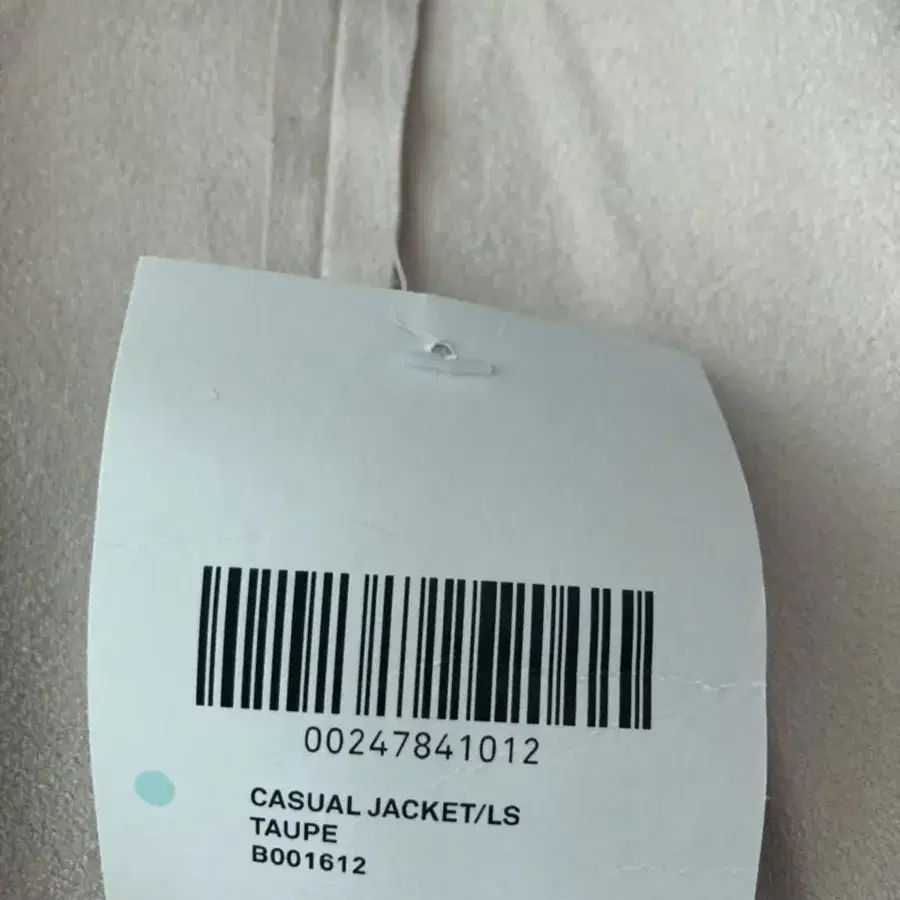 00247841012
CASUAL JACKET/LS
TAUPE
B001612